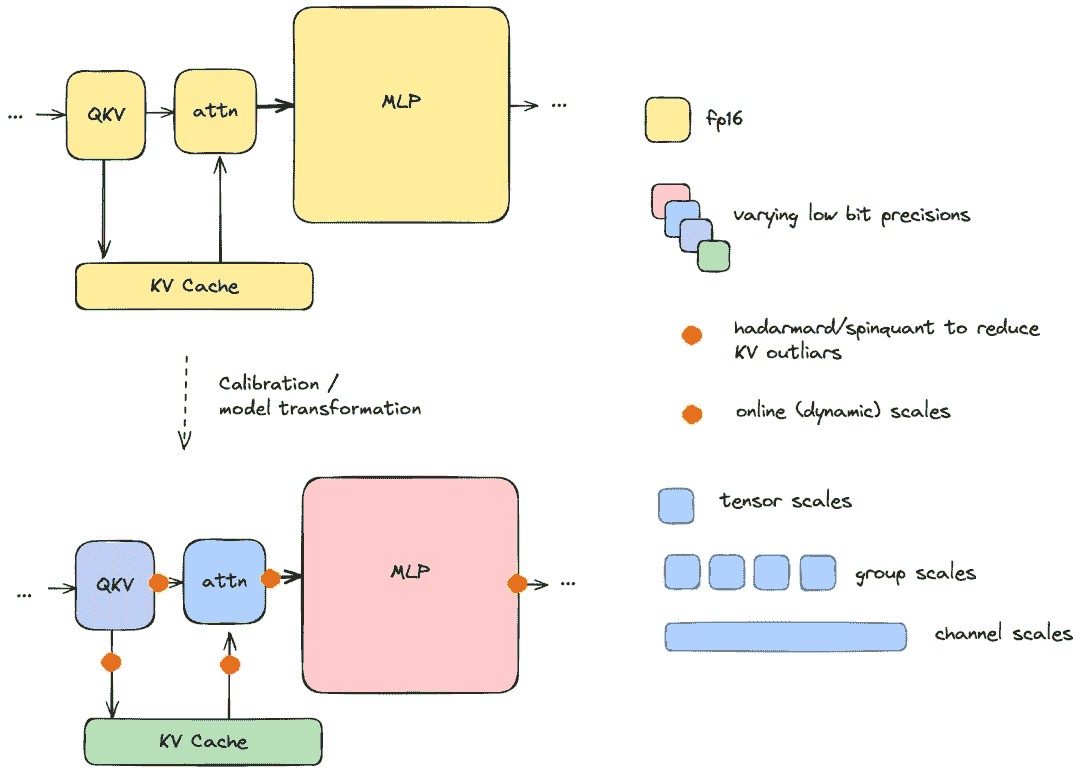 ... QKV attn MLP ...
KV Cache
Calibration /
model transformation
... QKV attn MLP ...
KV Cache
fp16
varying low bit precisions
hadarmard/spinquant to reduce
KV outliars
online (dynamic) scales
tensor scales
group scales
channel scales